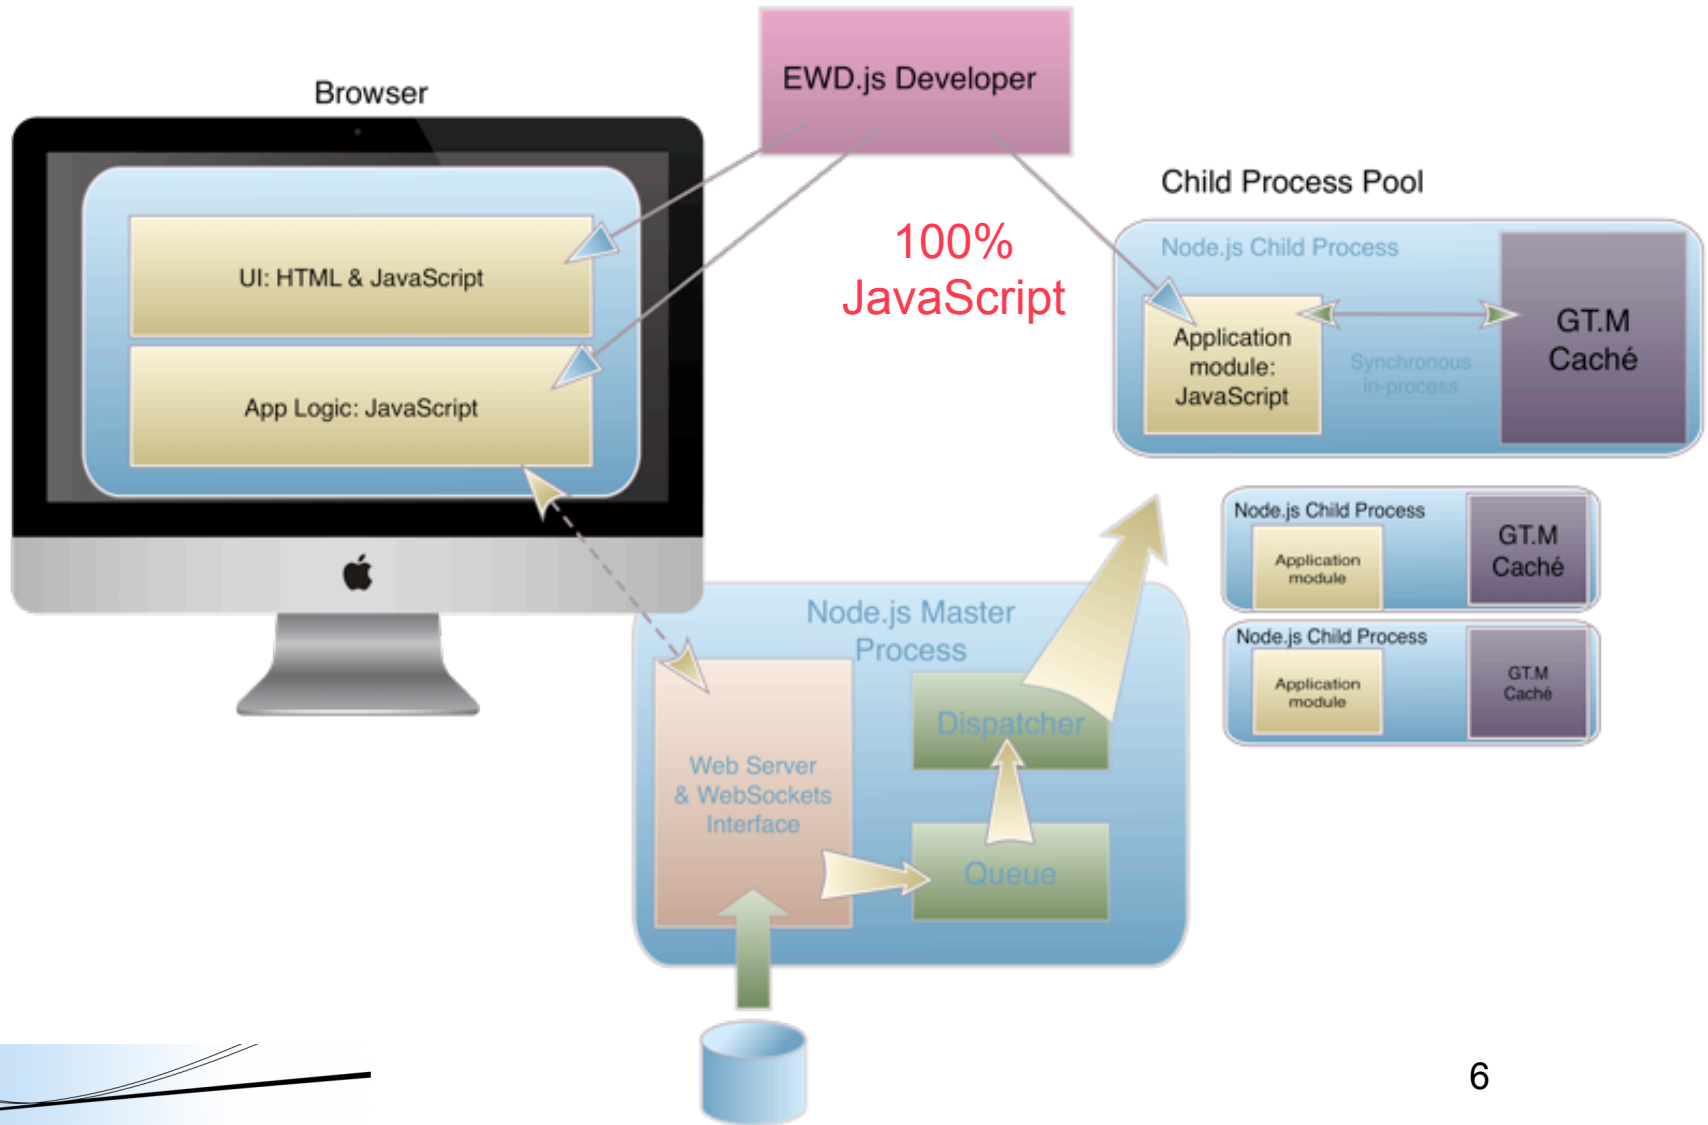 EWD.js Developer
Browser
UI: HTML & JavaScript
App Logic: JavaScript
100%
JavaScript
Child Process Pool
Node.js Child Process
Application
module:
JavaScript
Synchronous
in-process
GT.M
Caché
Node.js Child Process
Application
module
GT.M
Caché
Node.js Child Process
Application
module
GT.M
Caché
Node.js Master
Process
Web Server
& WebSockets
Interface
Dispatcher
Queue
6